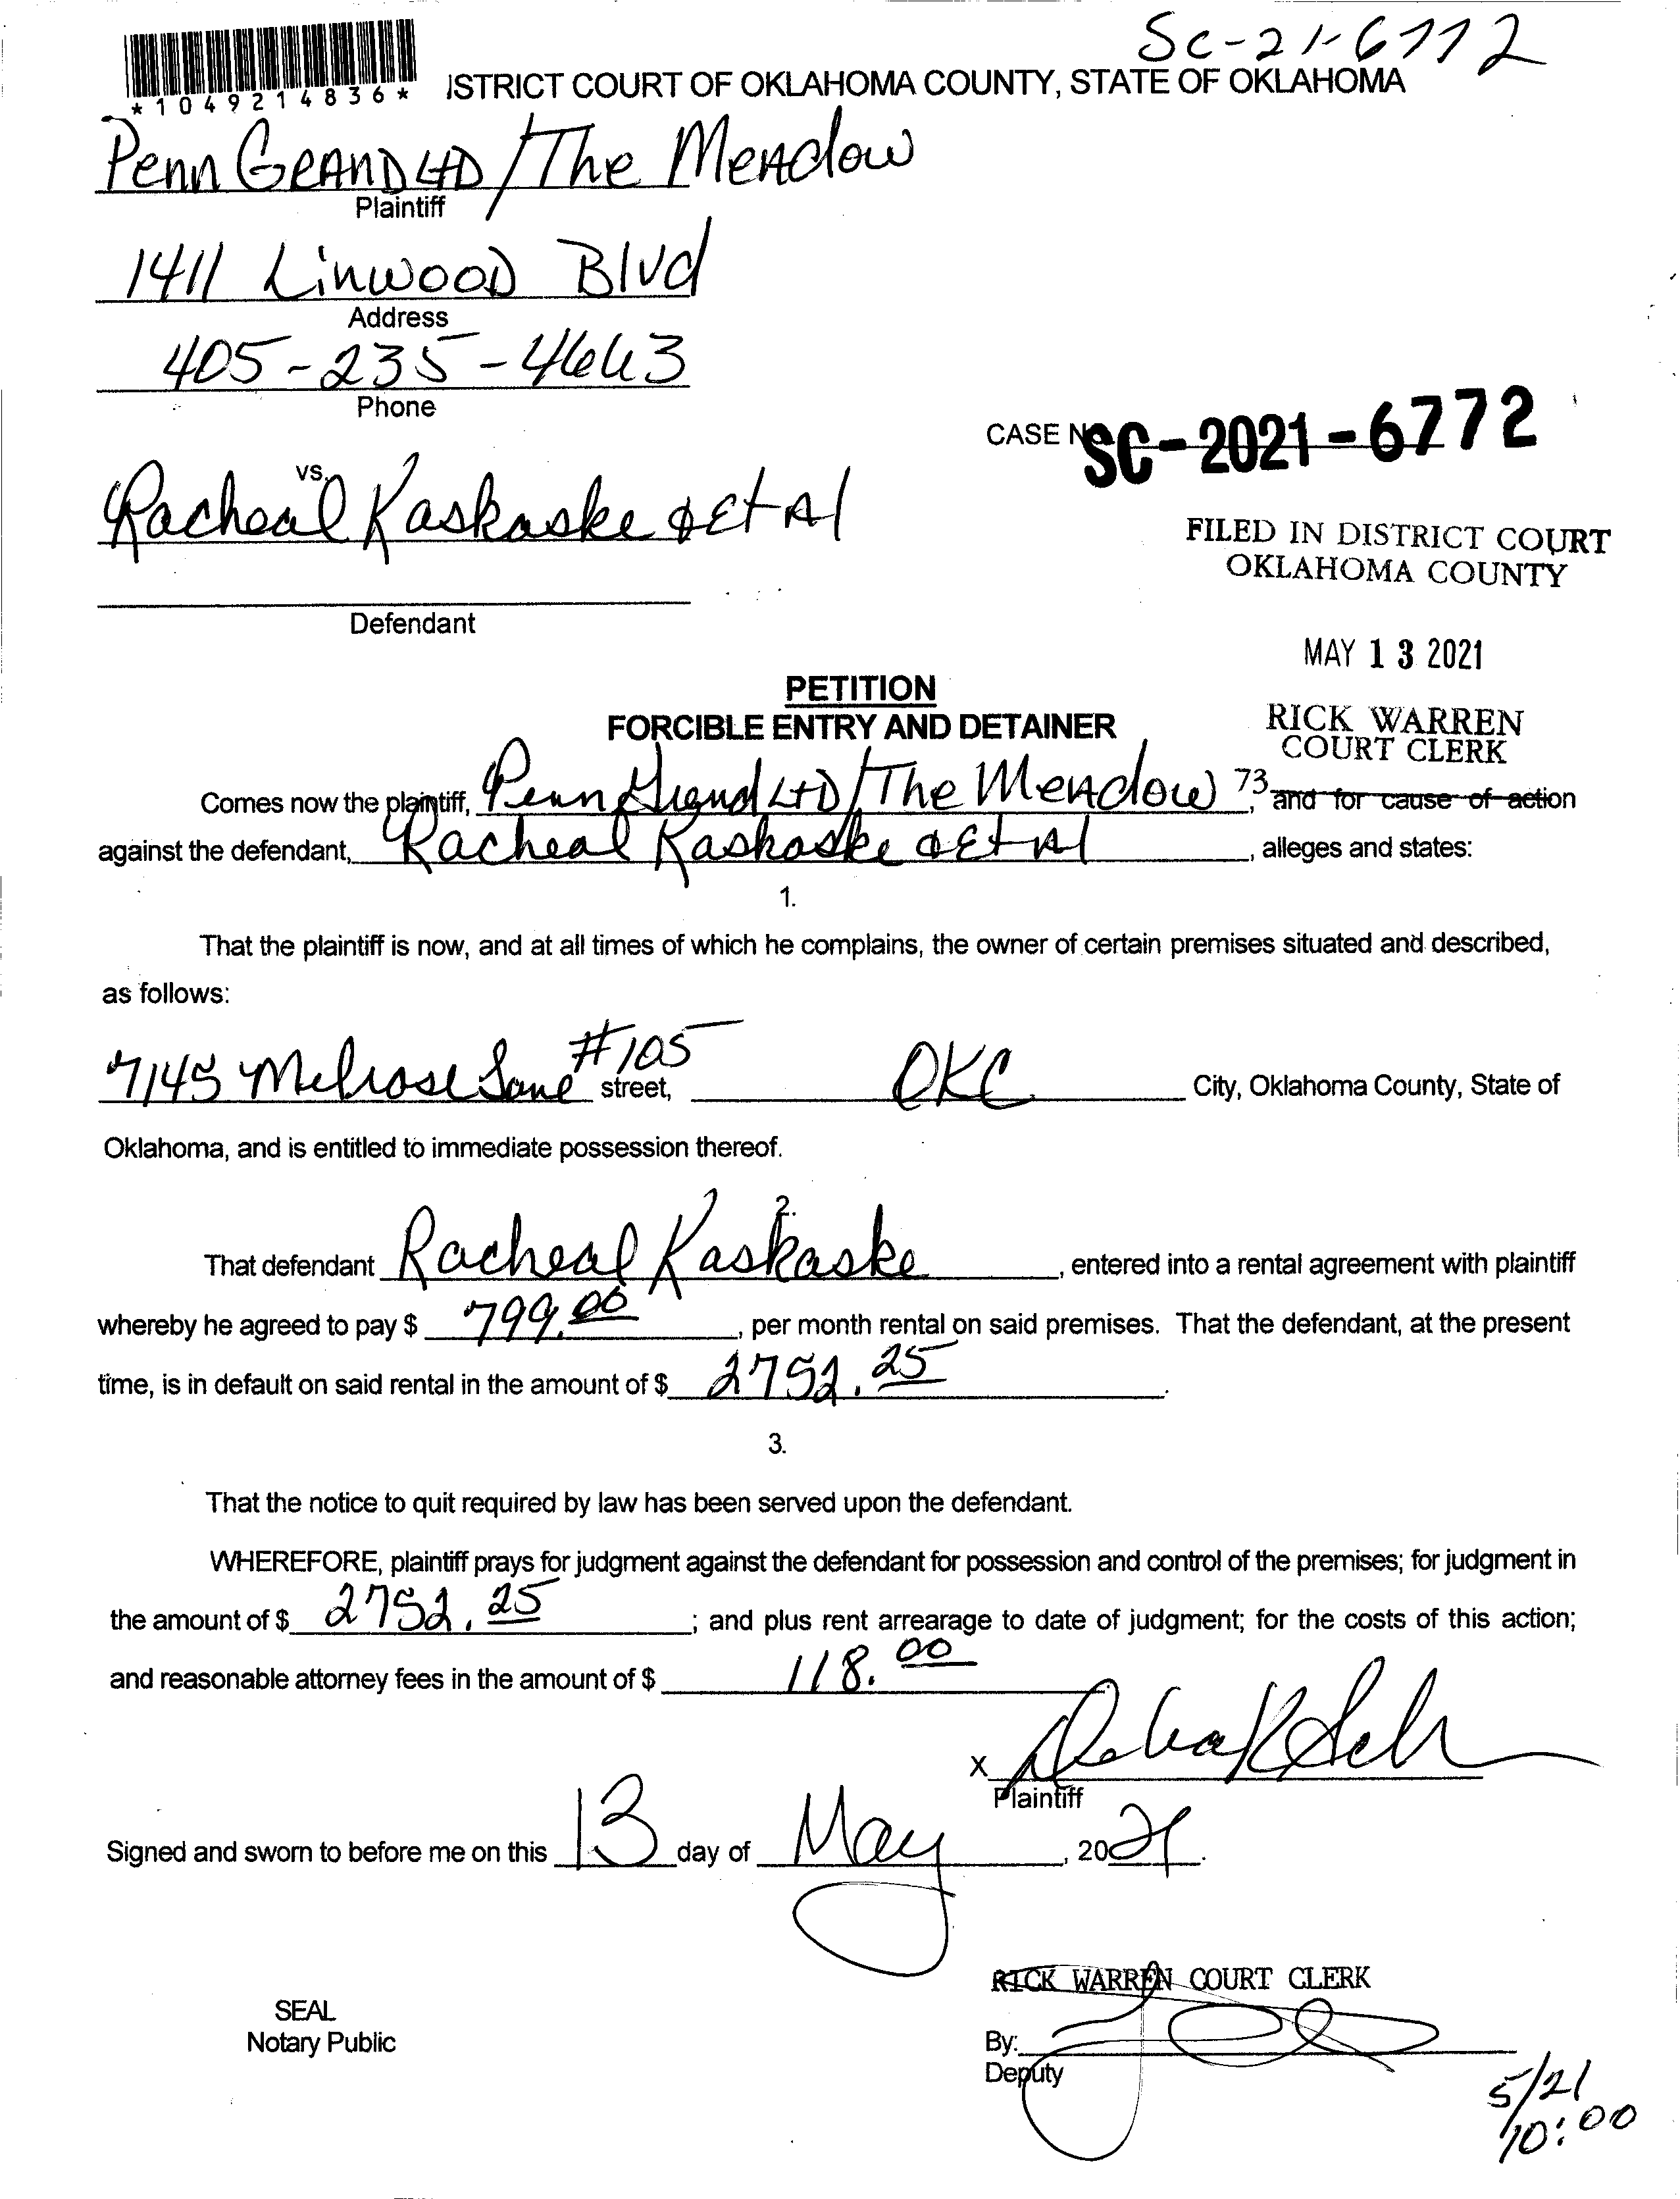 SC-21-6772
*1049214836*
ISTRICT COURT OF OKLAHOMA COUNTY, STATE OF OKLAHOMA
Penn Grand LTD/The Meadow
Plaintiff
1411 Linwood Blvd
Address
405-235-4663
Phone
CASE NO SC-2021-6772
vs.
Racheal Kaskaske & Et Al
FILED IN DISTRICT COURT
OKLAHOMA COUNTY
Defendant
MAY 13 2021
PETITION
FORCIBLE ENTRY AND DETAINER
RICK WARREN
COURT CLERK
Comes now the plaintiff, Penn Grand LTD/The Meadow 73, and for cause of action
against the defendant, Racheal Kaskaske & Et Al, alleges and states:
1.
That the plaintiff is now, and at all times of which he complains, the owner of certain premises situated and described,
as follows:
7145 Melrose Lane #105 street, OKC City, Oklahoma County, State of
Oklahoma, and is entitled to immediate possession thereof.
2.
That defendant Racheal Kaskaske, entered into a rental agreement with plaintiff
whereby he agreed to pay $ 799.00, per month rental on said premises. That the defendant, at the present
time, is in default on said rental in the amount of $ 2752.25.
3.
That the notice to quit required by law has been served upon the defendant.
WHEREFORE, plaintiff prays for judgment against the defendant for possession and control of the premises; for judgment in
the amount of $ 2752.25; and plus rent arrearage to date of judgment; for the costs of this action;
and reasonable attorney fees in the amount of $ 118.00
X
Plaintiff
Signed and sworn to before me on this 13 day of May, 2021.
RICK WARREN COURT CLERK
SEAL
Notary Public
By:
Deputy
5/21
10:00